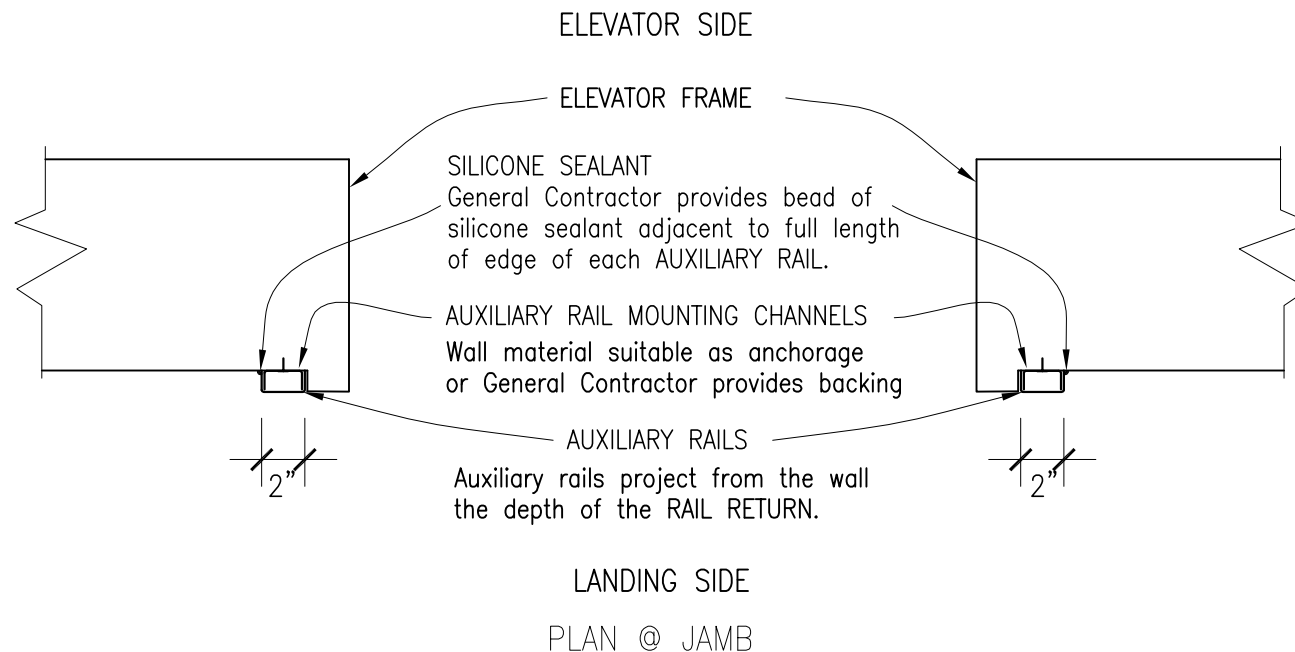 ELEVATOR SIDE
ELEVATOR FRAME
SILICONE SEALANT
General Contractor provides bead of
silicone sealant adjacent to full length
of edge of each AUXILIARY RAIL.
AUXILIARY RAIL MOUNTING CHANNELS
Wall material suitable as anchorage
or General Contractor provides backing
AUXILIARY RAILS
Auxiliary rails project from the wall
the depth of the RAIL RETURN.
2"
2"
LANDING SIDE
PLAN @ JAMB